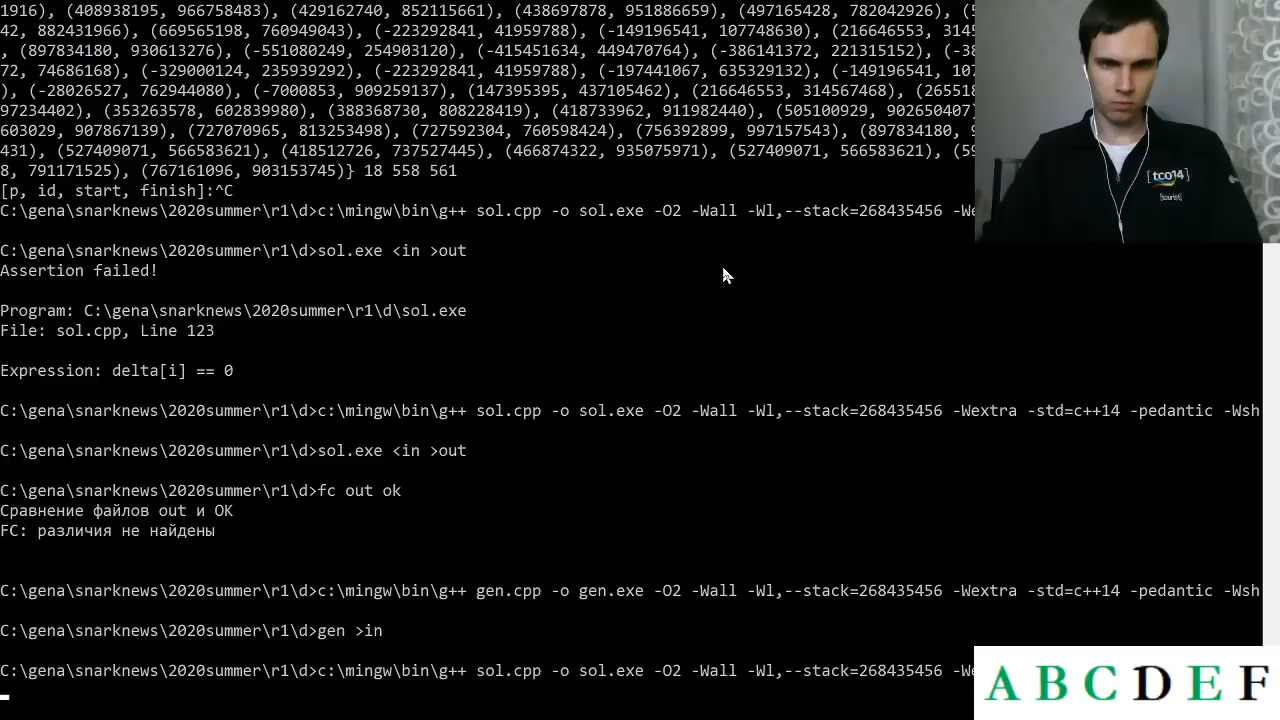 1916), (408938195, 966758483), (429162740, 852115661), (438697878, 951886659), (497165428, 782042926), (5
42, 882431966), (669565198, 760949043), (-223292841, 41959788), (-149196541, 107748630), (216646553, 3145
, (897834180, 930613276), (-551080249, 254903120), (-415451634, 449470764), (-386141372, 221315152), (-38
72, 74686168), (-329000124, 235939292), (-223292841, 41959788), (-197441067, 635329132), (-149196541, 107
), (-28026527, 762944080), (-7000853, 909259137), (147395395, 437105462), (216646553, 314567468), (265518
97234402), (353263578, 602839980), (388368730, 808228419), (418733962, 911982440), (505100929, 902650407)
603029, 907867139), (727070965, 813253498), (727592304, 760598424), (756392899, 997157543), (897834180, 9
431), (527409071, 566583621), (418512726, 737527445), (466874322, 935075971), (527409071, 566583621), (59
8, 791171525), (767161096, 903153745)} 18 558 561
[p, id, start, finish]:^C
C:\gena\snarknews\2020summer\r1\d>c:\mingw\bin\g++ sol.cpp -o sol.exe -O2 -Wall -Wl,--stack=268435456 -We
C:\gena\snarknews\2020summer\r1\d>sol.exe <in >out
Assertion failed!
Program: C:\gena\snarknews\2020summer\r1\d\sol.exe
File: sol.cpp, Line 123
Expression: delta[i] == 0
C:\gena\snarknews\2020summer\r1\d>c:\mingw\bin\g++ sol.cpp -o sol.exe -O2 -Wall -Wl,--stack=268435456 -Wextra -std=c++14 -pedantic -Wsh
C:\gena\snarknews\2020summer\r1\d>sol.exe <in >out
C:\gena\snarknews\2020summer\r1\d>fc out ok
Сравнение файлов out и OK
FC: различия не найдены
C:\gena\snarknews\2020summer\r1\d>c:\mingw\bin\g++ gen.cpp -o gen.exe -O2 -Wall -Wl,--stack=268435456 -Wextra -std=c++14 -pedantic -Wsh
C:\gena\snarknews\2020summer\r1\d>gen >in
C:\gena\snarknews\2020summer\r1\d>c:\mingw\bin\g++ sol.cpp -o sol.exe -O2 -Wall -Wl,--stack=268435456 -We
[tco14]
[tourist]
A B C D E F